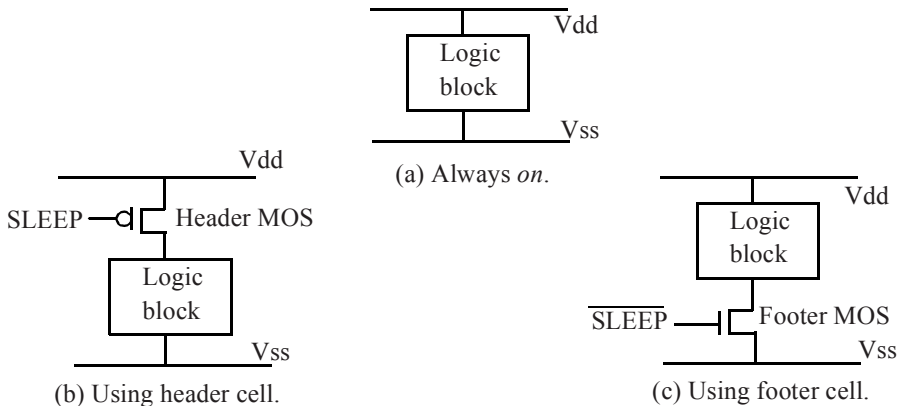 Vdd
Logic
block
Vss
(a) Always on.
Vdd
SLEEP
Header MOS
Logic
block
Vss
(b) Using header cell.
Vdd
Logic
block
SLEEP
Footer MOS
Vss
(c) Using footer cell.